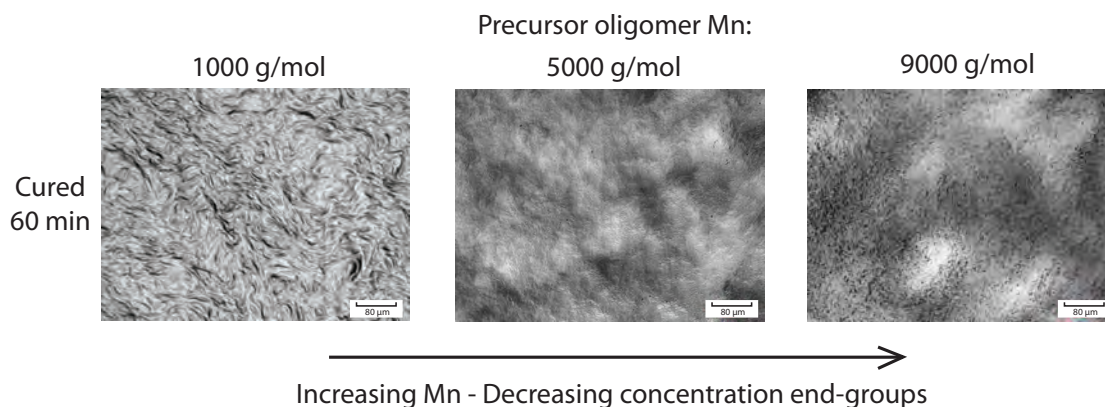 Precursor oligomer Mn:
1000 g/mol
5000 g/mol
9000 g/mol
Cured
60 min
80 µm
80 µm
80 µm
Increasing Mn - Decreasing concentration end-groups